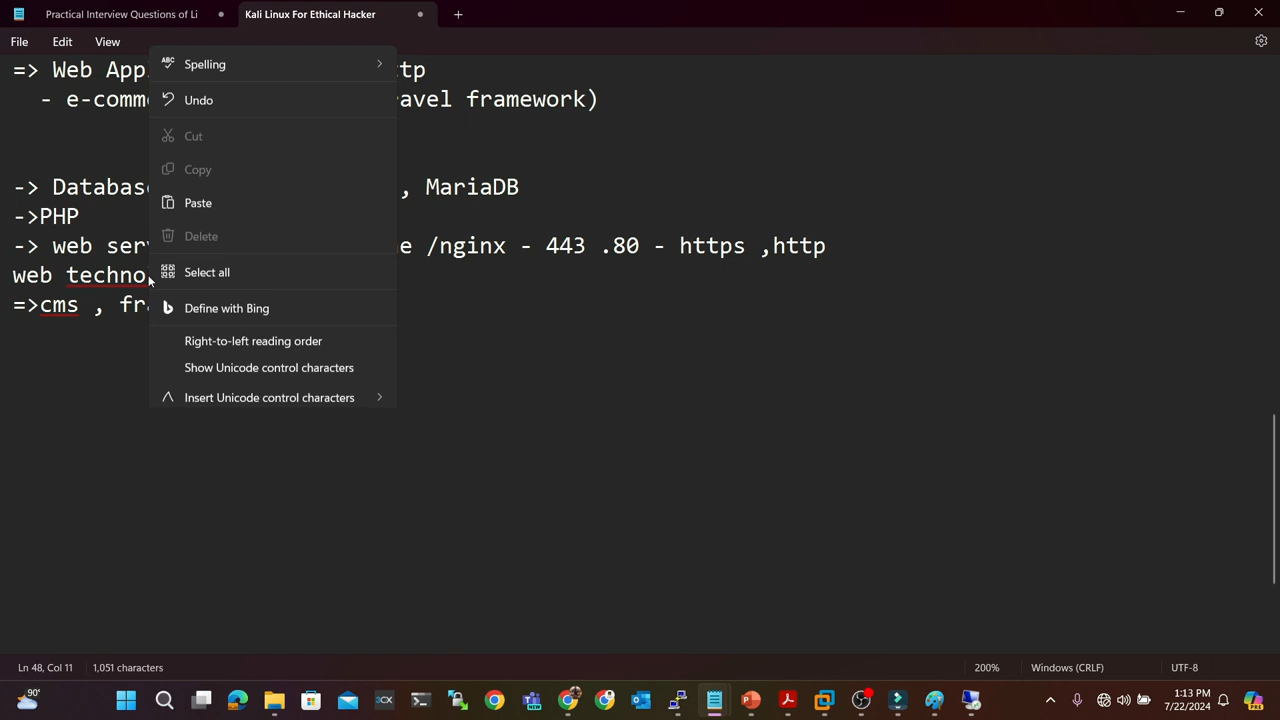 Practical Interview Questions of Li
Kali Linux For Ethical Hacker
File Edit View
=> Web App tp
- e-comm avel framework)
-> Databas , MariaDB
->PHP
-> web serv e /nginx - 443 .80 - https ,http
web techno
=>cms , fra
Spelling
Undo
Cut
Copy
Paste
Delete
Select all
Define with Bing
Right-to-left reading order
Show Unicode control characters
Insert Unicode control characters
Ln 48, Col 11 1,051 characters 200% Windows (CRLF) UTF-8
90°
1:13 PM
7/22/2024